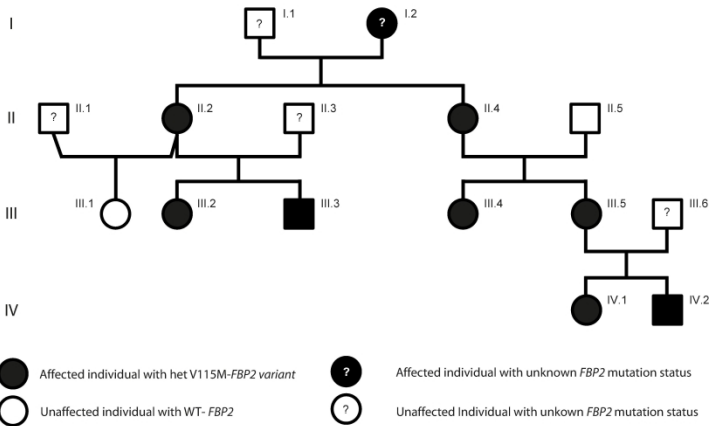 I
?
I.1
?
I.2
II
?
II.1
II.2
?
II.3
II.4
II.5
III
III.1
III.2
III.3
III.4
III.5
?
III.6
IV
IV.1
IV.2
Affected individual with het V115M-FBP2 variant
?
Affected individual with unknown FBP2 mutation status
Unaffected individual with WT- FBP2
?
Unaffected Individual with unkown FBP2 mutation status